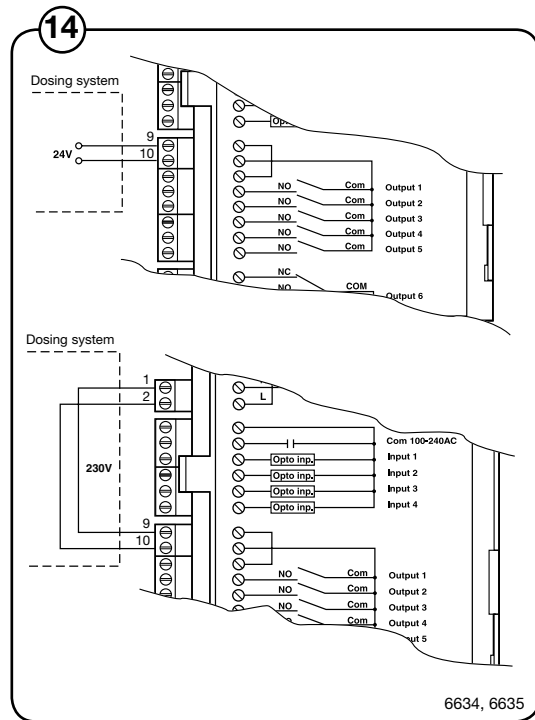 14
Dosing system
24V
9
10
Op
NO Com Output 1
NO Com Output 2
NO Com Output 3
NO Com Output 4
NO Com Output 5
NC
NO COM Output 6
Dosing system
230V
1
2
L
Com 100-240AC
Opto inp. Input 1
Opto inp. Input 2
Opto inp. Input 3
Opto inp. Input 4
9
10
NO Com Output 1
NO Com Output 2
NO Com Output 3
Com Output 4
ut 5
6634, 6635